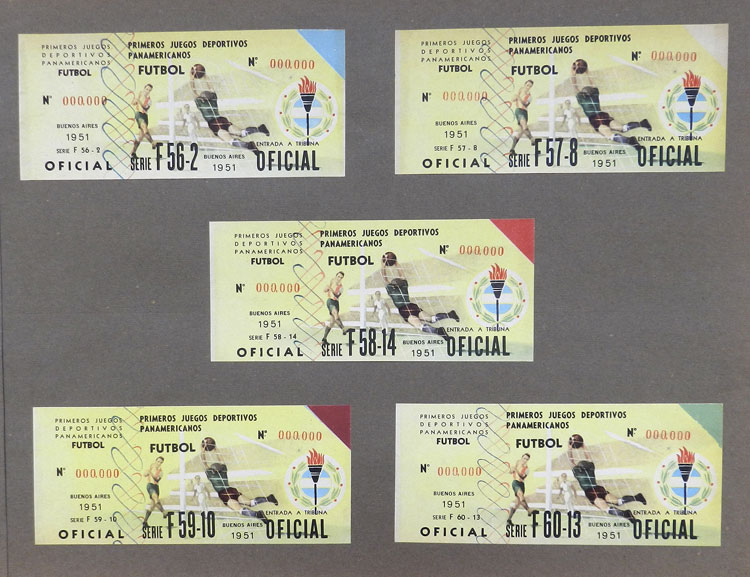 PRIMEROS JUEGOS
DEPORTIVOS
PANAMERICANOS
FUTBOL
Nº 000.000
BUENOS AIRES
1951
SERIE F 56 - 2
OFICIAL
PRIMEROS JUEGOS DEPORTIVOS
PANAMERICANOS
FUTBOL
Nº 000.000
ENTRADA A TRIBUNA
SERIE F 56-2 BUENOS AIRES OFICIAL
1951
PRIMEROS JUEGOS
DEPORTIVOS
PANAMERICANOS
FUTBOL
Nº 000.000
BUENOS AIRES
1951
SERIE F 57 - 8
OFICIAL
PRIMEROS JUEGOS DEPORTIVOS
PANAMERICANOS
FUTBOL
Nº 000.000
ENTRADA A TRIBUNA
SERIE F 57-8 BUENOS AIRES OFICIAL
1951
PRIMEROS JUEGOS
DEPORTIVOS
PANAMERICANOS
FUTBOL
Nº 000.000
BUENOS AIRES
1951
SERIE F 58 - 14
OFICIAL
PRIMEROS JUEGOS DEPORTIVOS
PANAMERICANOS
FUTBOL
Nº 000.000
ENTRADA A TRIBUNA
SERIE F 58-14 BUENOS AIRES OFICIAL
1951
PRIMEROS JUEGOS
DEPORTIVOS
PANAMERICANOS
FUTBOL
Nº 000.000
BUENOS AIRES
1951
SERIE F 59 - 10
OFICIAL
PRIMEROS JUEGOS DEPORTIVOS
PANAMERICANOS
FUTBOL
Nº 000.000
ENTRADA A TRIBUNA
SERIE F 59-10 BUENOS AIRES OFICIAL
1951
PRIMEROS JUEGOS
DEPORTIVOS
PANAMERICANOS
FUTBOL
Nº 000.000
BUENOS AIRES
1951
SERIE F 60 - 13
OFICIAL
PRIMEROS JUEGOS DEPORTIVOS
PANAMERICANOS
FUTBOL
Nº 000.000
ENTRADA A TRIBUNA
SERIE F 60-13 BUENOS AIRES OFICIAL
1951